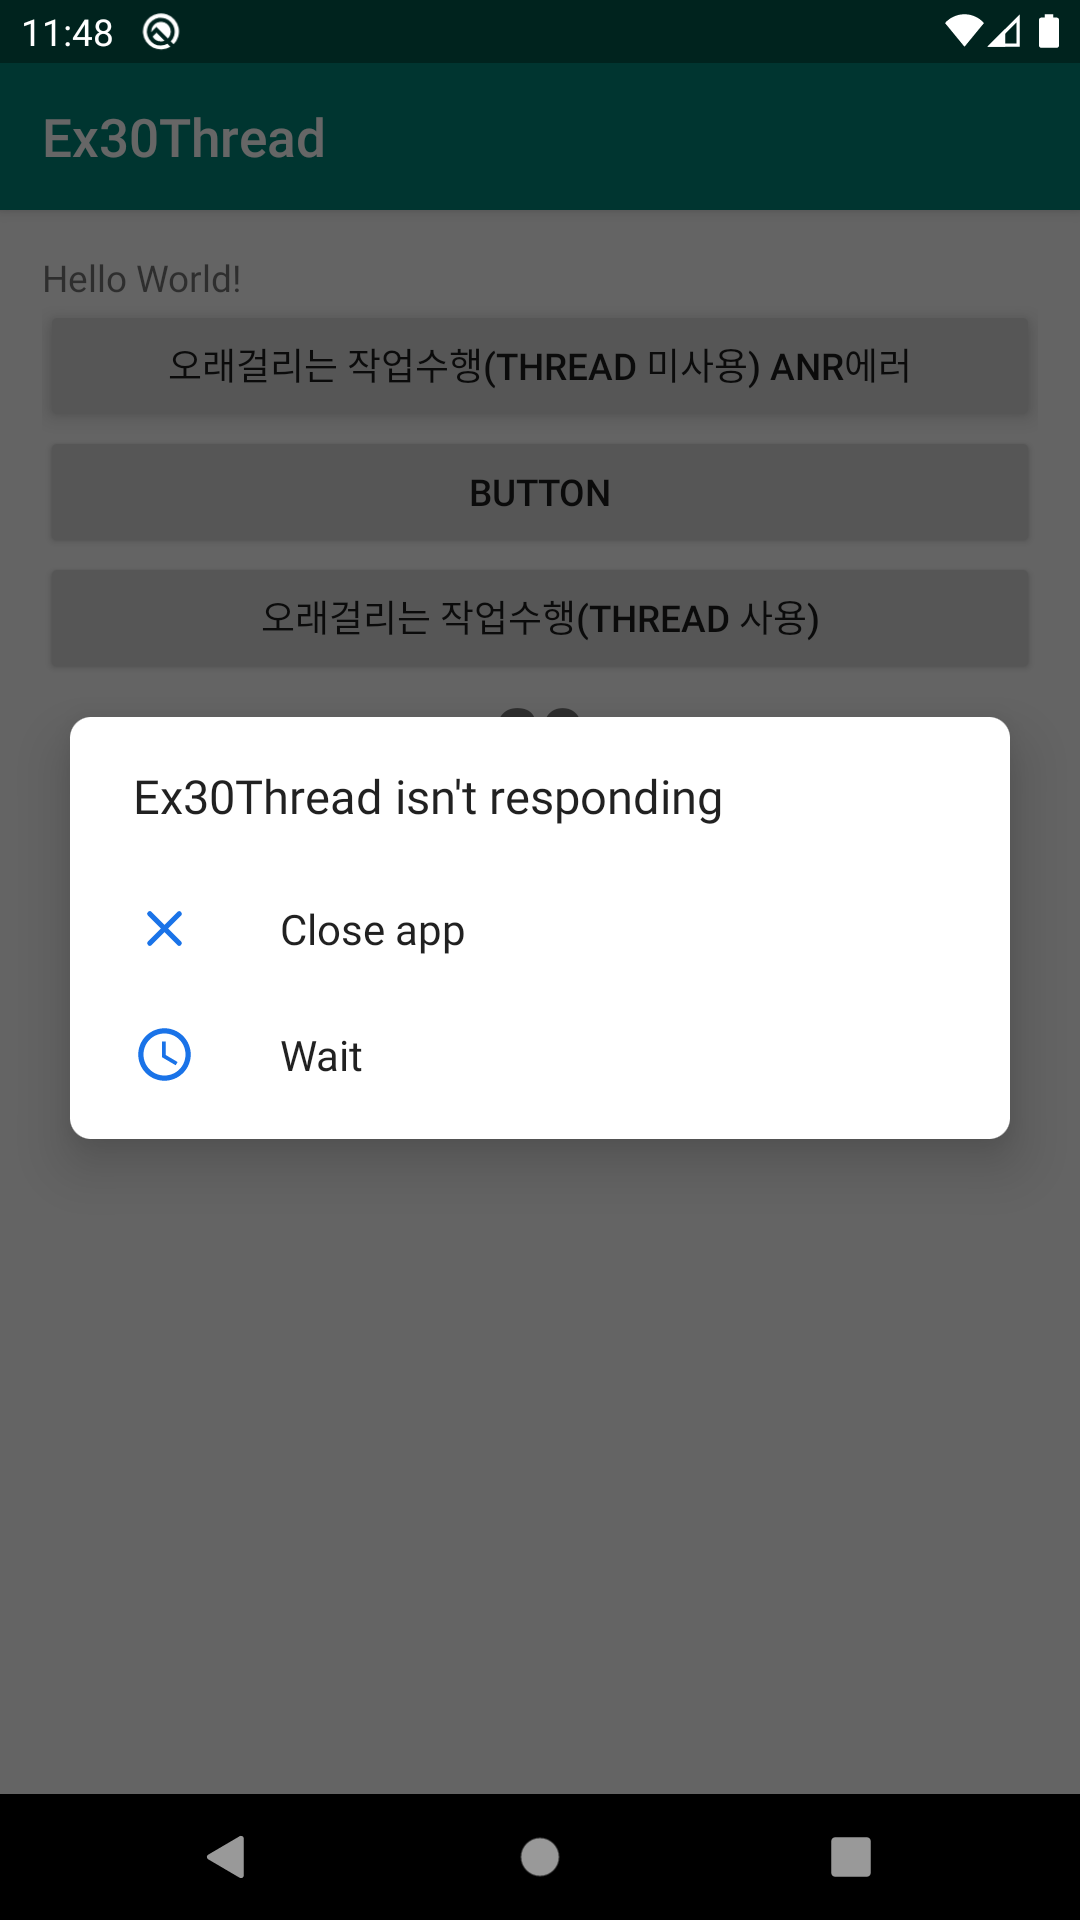 11:48
Ex30Thread
Hello World!
오래걸리는 작업수행(THREAD 미사용) ANR에러
BUTTON
오래걸리는 작업수행(THREAD 사용)
Ex30Thread isn't responding
Close app
Wait